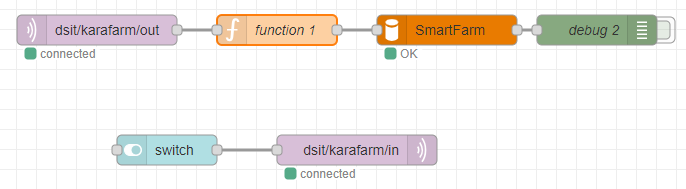 dsit/karafarm/out function 1 SmartFarm debug 2
connected OK
switch dsit/karafarm/in
connected